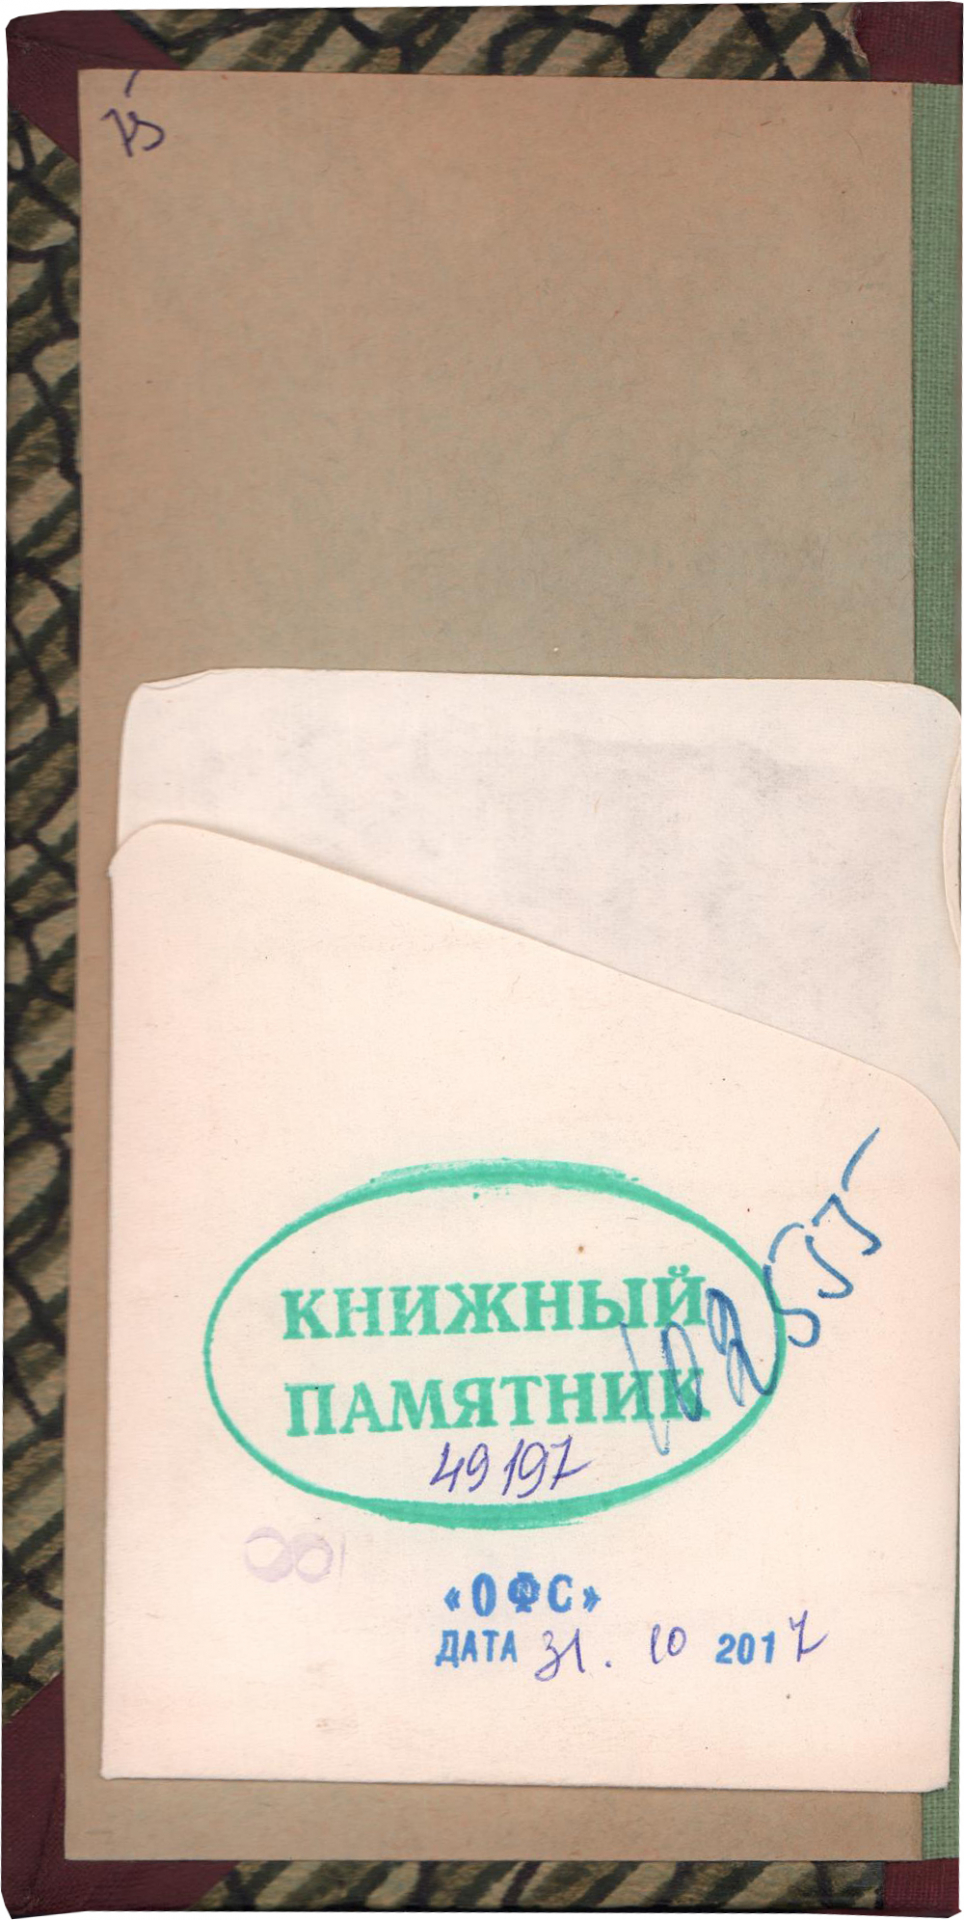 75
КНИЖНЫЙ
ПАМЯТНИК
49197
«ОФС»
ДАТА 31. 10 2017